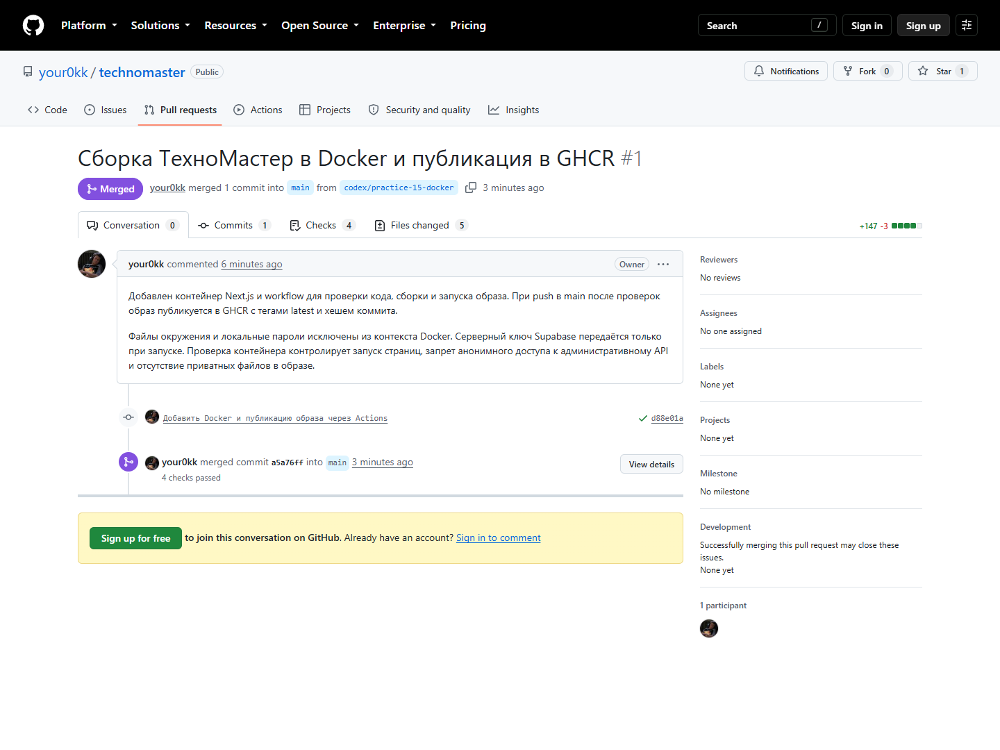 Platform Solutions Resources Open Source Enterprise Pricing Search / Sign in Sign up
your0kk / technomaster Public Notifications Fork 0 Star 1
Code Issues Pull requests Actions Projects Security and quality Insights
Сборка ТехноМастер в Docker и публикация в GHCR #1
Merged your0kk merged 1 commit into main from codex/practice-15-docker 3 minutes ago
Conversation 0 Commits 1 Checks 4 Files changed 5 +147 -3
your0kk commented 6 minutes ago Owner
Добавлен контейнер Next.js и workflow для проверки кода, сборки и запуска образа. При push в main после проверок
образ публикуется в GHCR с тегами latest и хешем коммита.
Файлы окружения и локальные пароли исключены из контекста Docker. Серверный ключ Supabase передаётся только
при запуске. Проверка контейнера контролирует запуск страниц, запрет анонимного доступа к административному API
и отсутствие приватных файлов в образе.
Добавить Docker и публикацию образа через Actions d88e01a
your0kk merged commit a5a76ff into main 3 minutes ago View details
4 checks passed
Sign up for free to join this conversation on GitHub. Already have an account? Sign in to comment
Reviewers
No reviews
Assignees
No one assigned
Labels
None yet
Projects
None yet
Milestone
No milestone
Development
Successfully merging this pull request may close these
issues.
None yet
1 participant